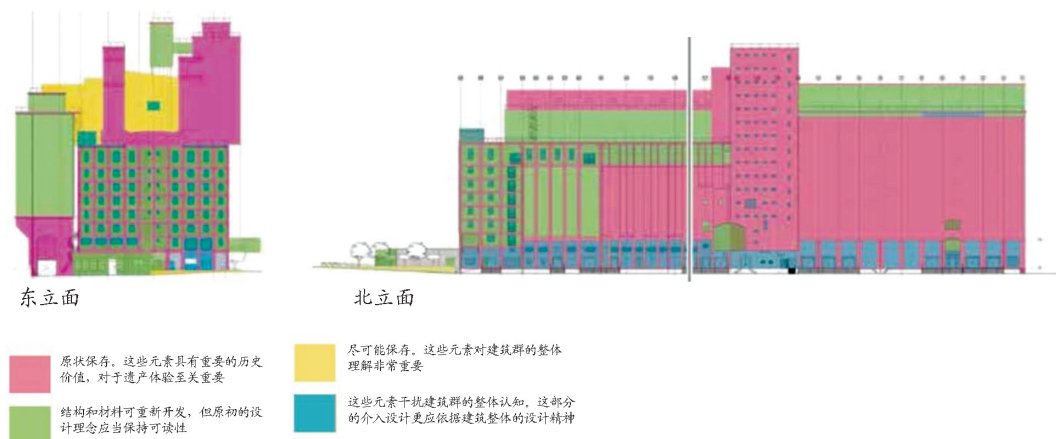 东立面
北立面
原状保存。这些元素具有重要的历史
价值，对于遗产体验至关重要
结构和材料可重新开发，但原初的设
计理念应当保持可读性
尽可能保存。这些元素对建筑群的整体
理解非常重要
这些元素干扰建筑群的整体认知。这部分
的介入设计更应依据建筑整体的设计精神